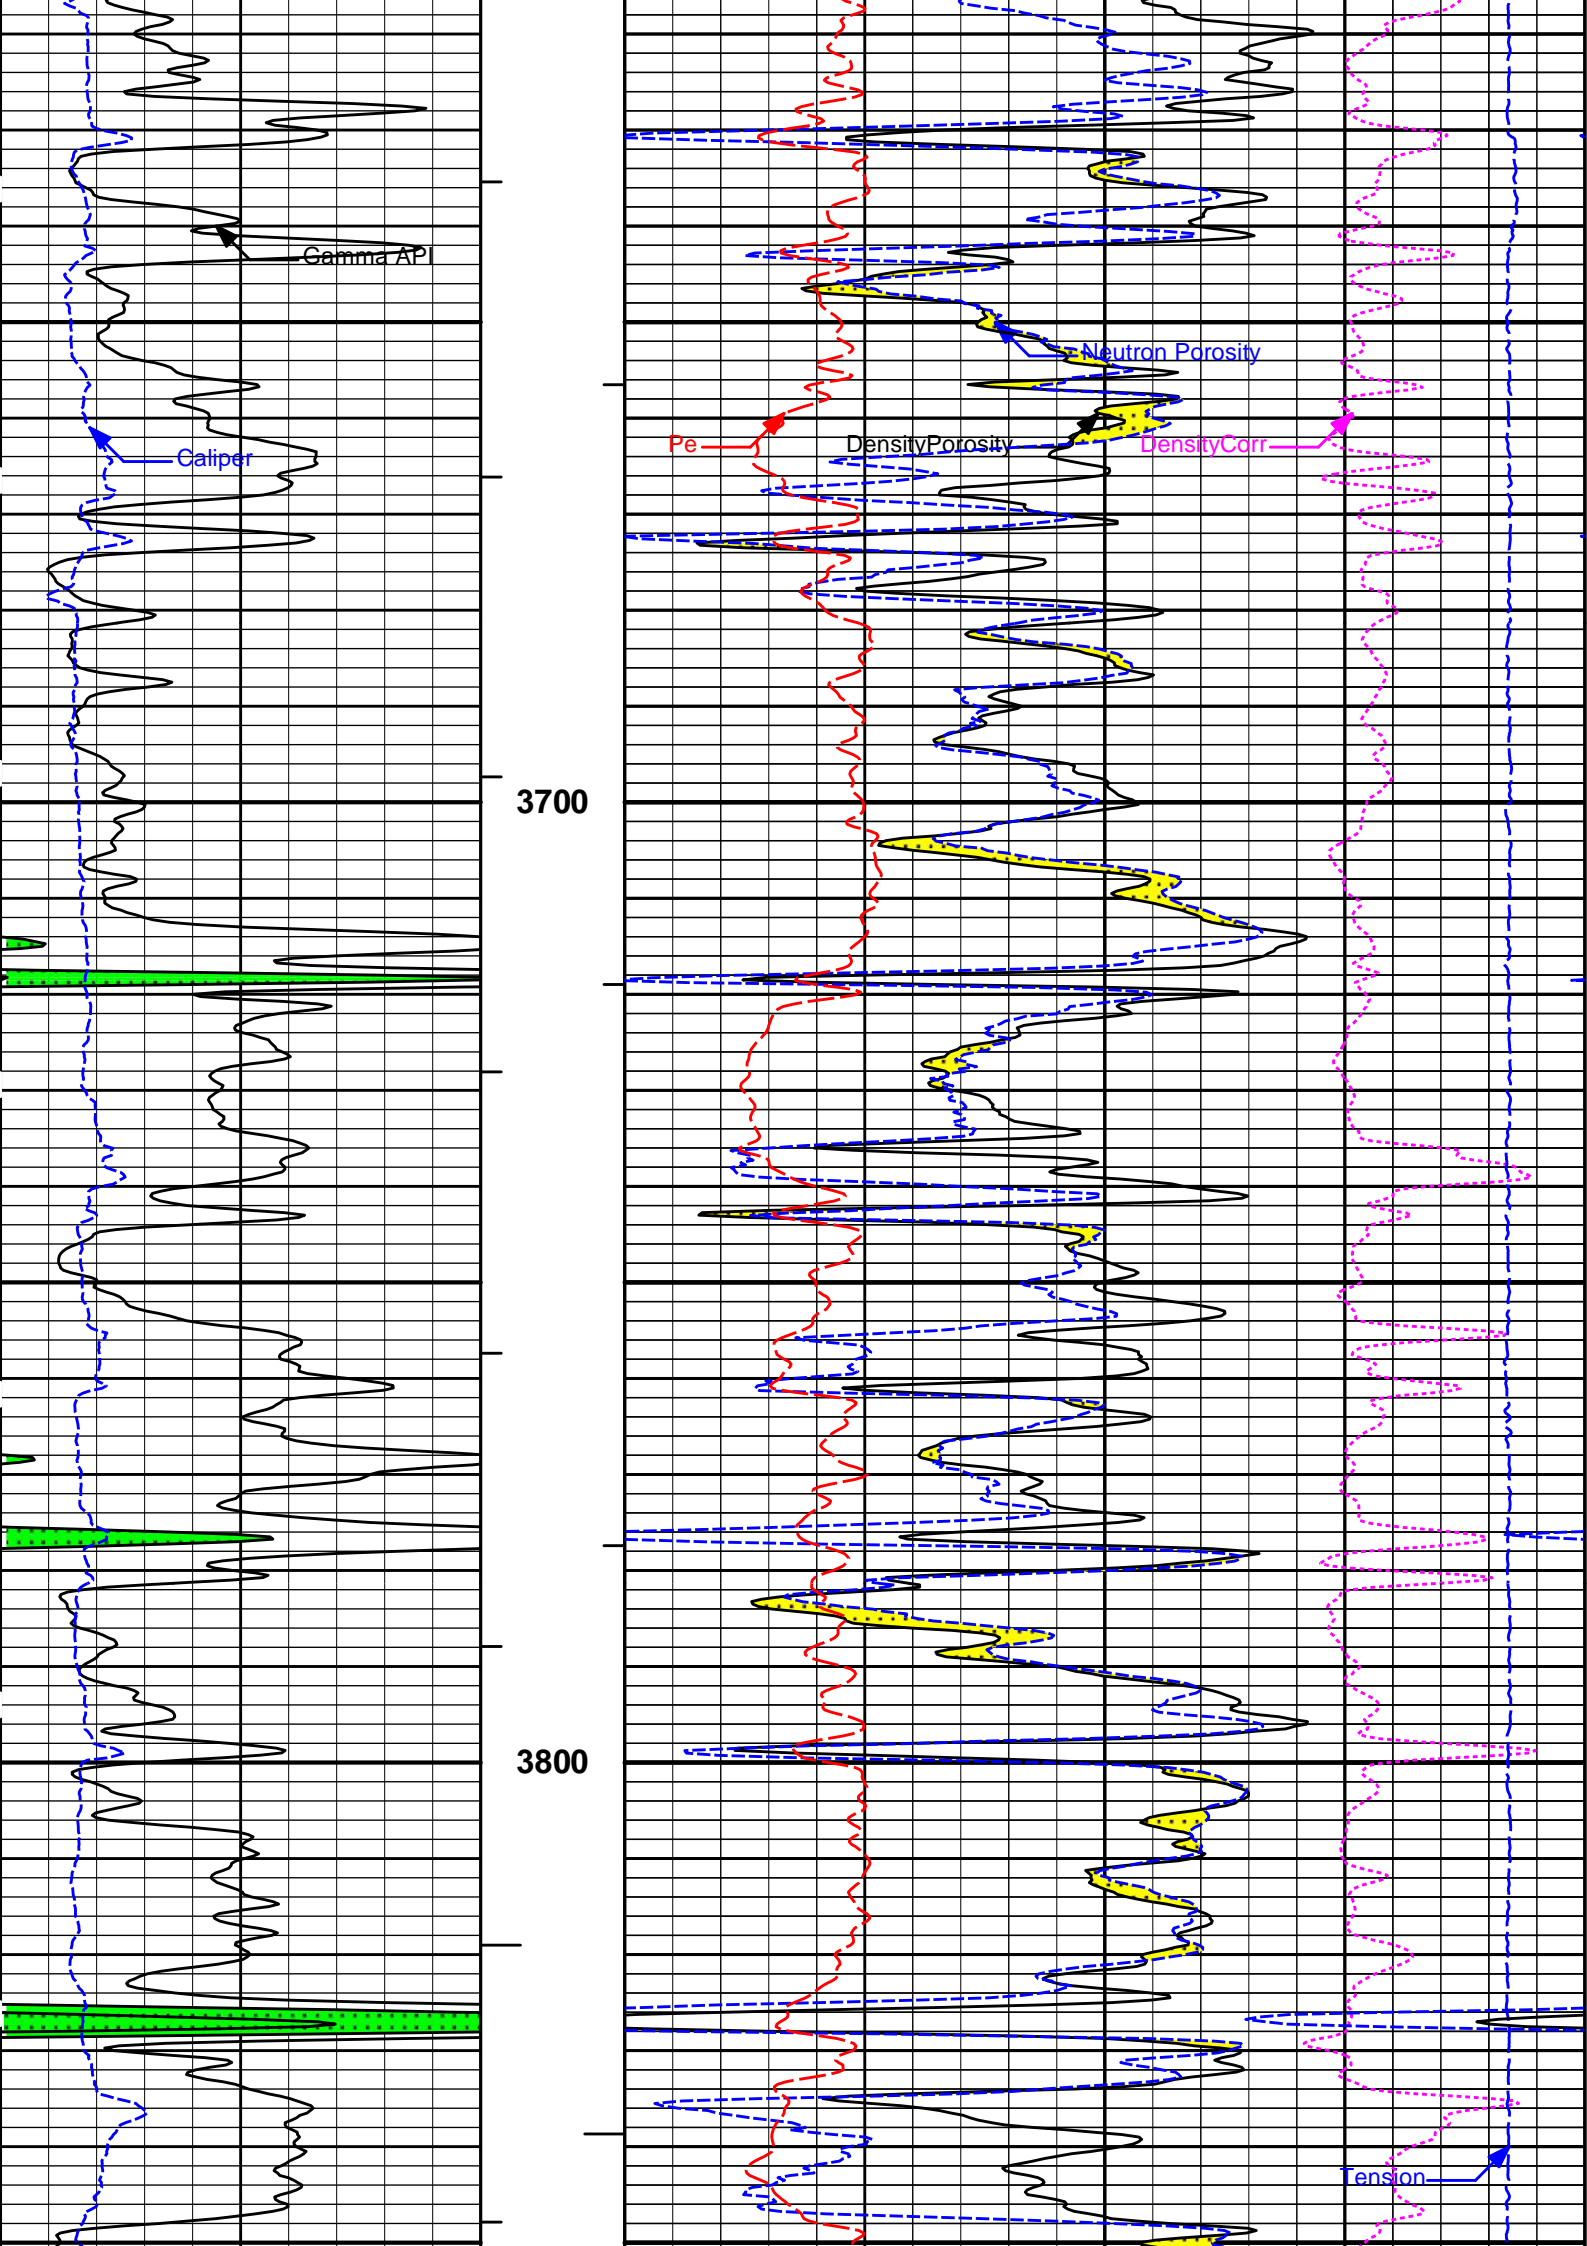 Gamma API
Neutron Porosity
Pe
DensityPorosity
DensityCorr
Caliper
3700
3800
Tension